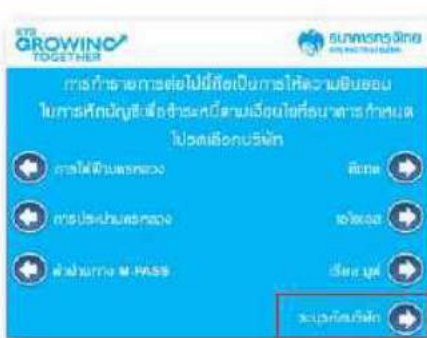 KTB
GROWING
TOGETHER
ธนาคารกรุงไทย
การทำรายการต่อไปนี้ถือเป็นการให้ความยินยอม
ในการหักบัญชีเพื่อชำระหนี้ตามเงื่อนไขที่ธนาคารกำหนด
โปรดเลือกบริษัท
การไฟฟ้านครหลวง
ดีแทค
การประปานครหลวง
เอไอเอส
ค่าผ่านทาง M-PASS
เรียล มูฟ
ระบุรหัสบริษัท